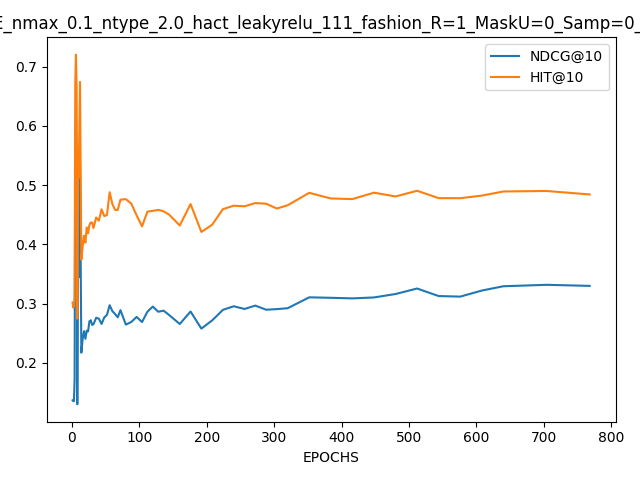 E_nmax_0.1_ntype_2.0_hact_leakyrelu_111_fashion_R=1_MaskU=0_Samp=0_
NDCG@10
HIT@10
0.7
0.6
0.5
0.4
0.3
0.2
0 100 200 300 400 500 600 700 800
EPOCHS